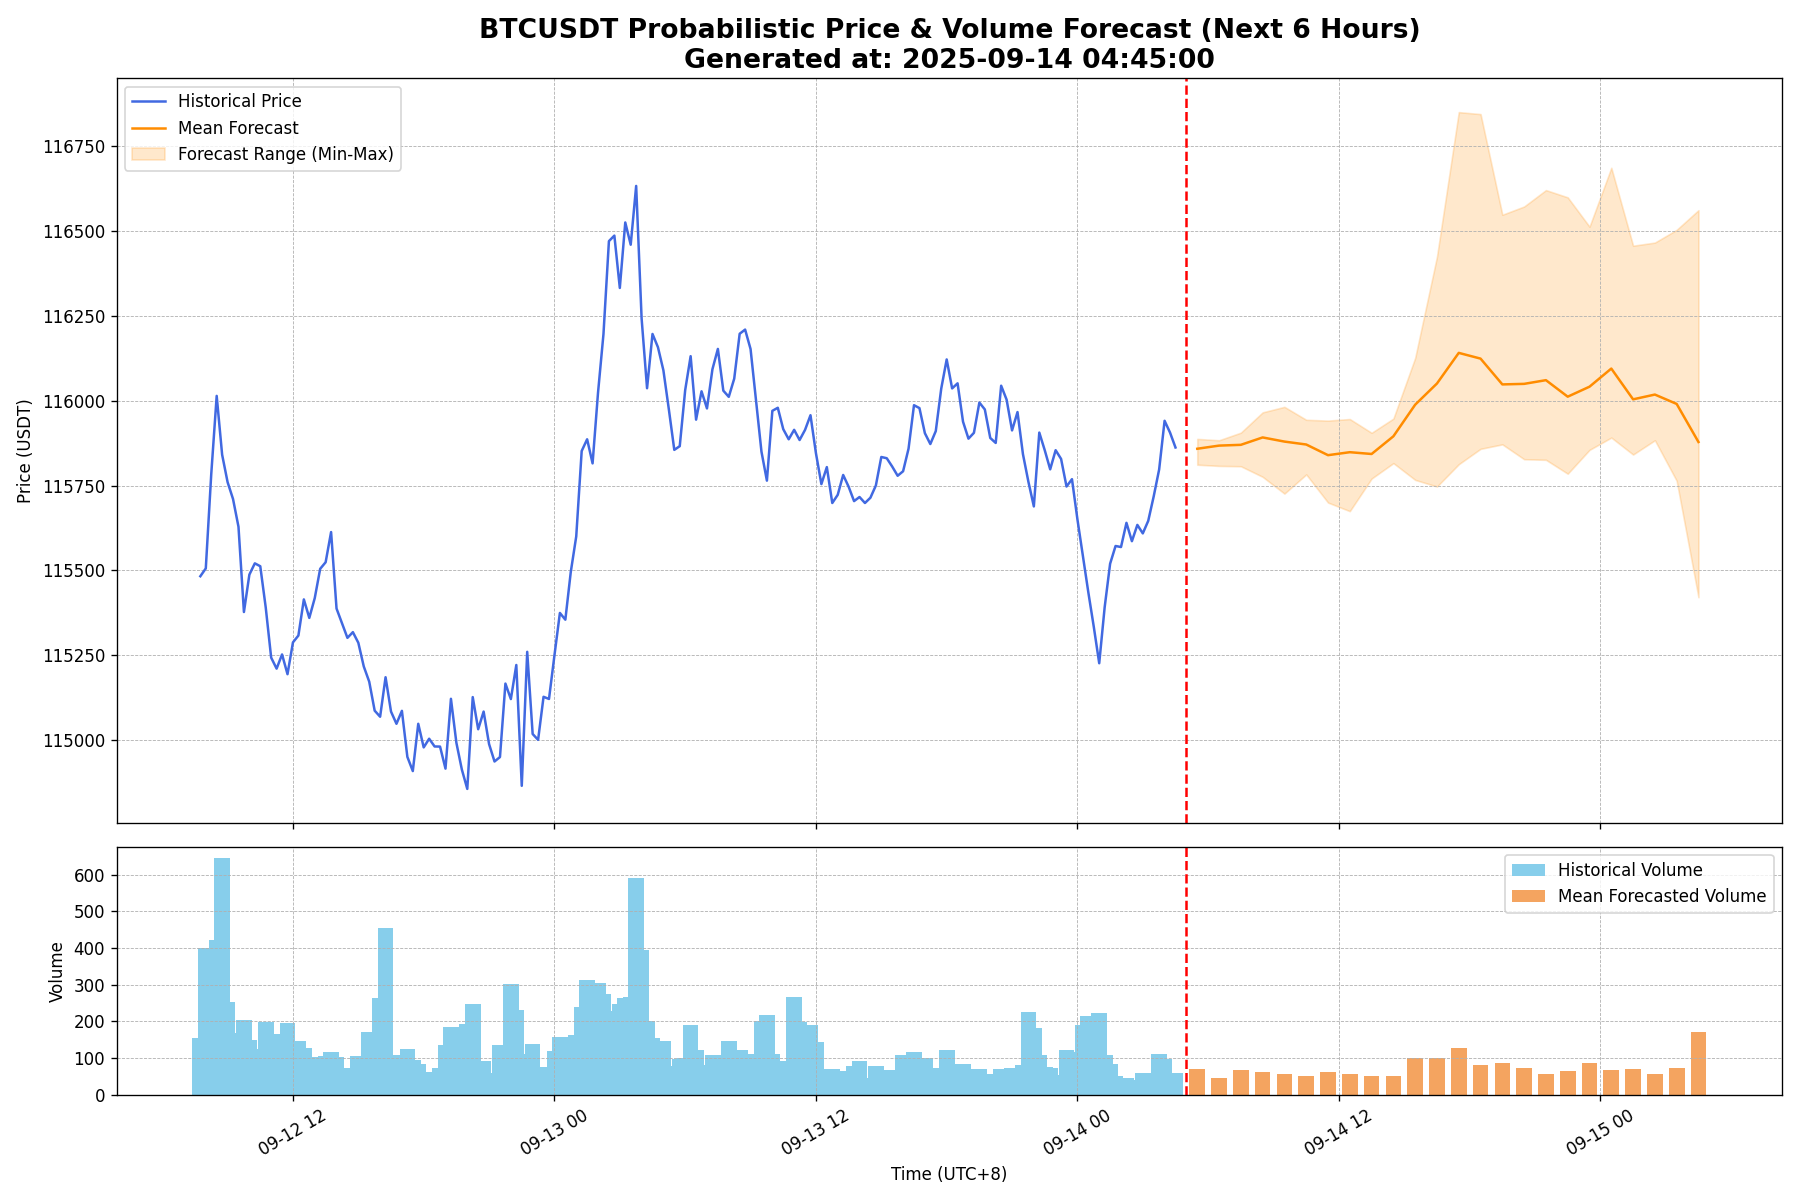 BTCUSDT Probabilistic Price & Volume Forecast (Next 6 Hours)
Generated at: 2025-09-14 04:45:00
Historical Price
Mean Forecast
Forecast Range (Min-Max)
116750
116500
116250
116000
115750
115500
115250
115000
Price (USDT)
Historical Volume
Mean Forecasted Volume
600
500
400
300
200
100
0
Volume
09-12 12
09-13 00
09-13 12
09-14 00
09-14 12
09-15 00
Time (UTC+8)